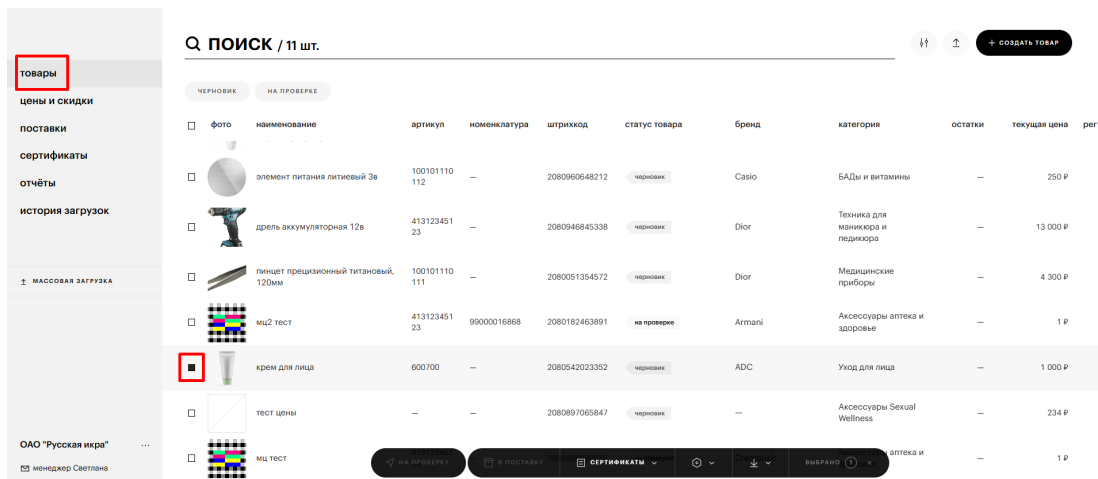 ПОИСК / 11 шт.
+ СОЗДАТЬ ТОВАР
товары
цены и скидки
поставки
сертификаты
отчёты
история загрузок
МАССОВАЯ ЗАГРУЗКА
ОАО "Русская икра" ...
менеджер Светлана
ЧЕРНОВИК НА ПРОВЕРКЕ
фото наименование артикул номенклатура штрихкод статус товара бренд категория остатки текущая цена рег
элемент питания литиевый 3в 100101110 112 — 2080960648212 черновик Casio БАДы и витамины — 250 ₽
дрель аккумуляторная 12в 413123451 23 — 2080946845338 черновик Dior Техника для маникюра и педикюра — 13 000 ₽
пинцет прецизионный титановый, 120мм 100101110 111 — 2080051354572 черновик Dior Медицинские приборы — 4 300 ₽
мц2 тест 413123451 23 99000016868 2080182463891 на проверке Armani Аксессуары аптека и здоровье — 1 ₽
крем для лица 600700 — 2080542023352 черновик ADC Уход для лица — 1 000 ₽
тест цены — — 2080897065847 черновик — Аксессуары Sexual Wellness — 234 ₽
мц тест аптека и — 1 ₽
НА ПРОВЕРКУ В ПОСТАВКУ СЕРТИФИКАТЫ ВЫБРАНО 1 ×